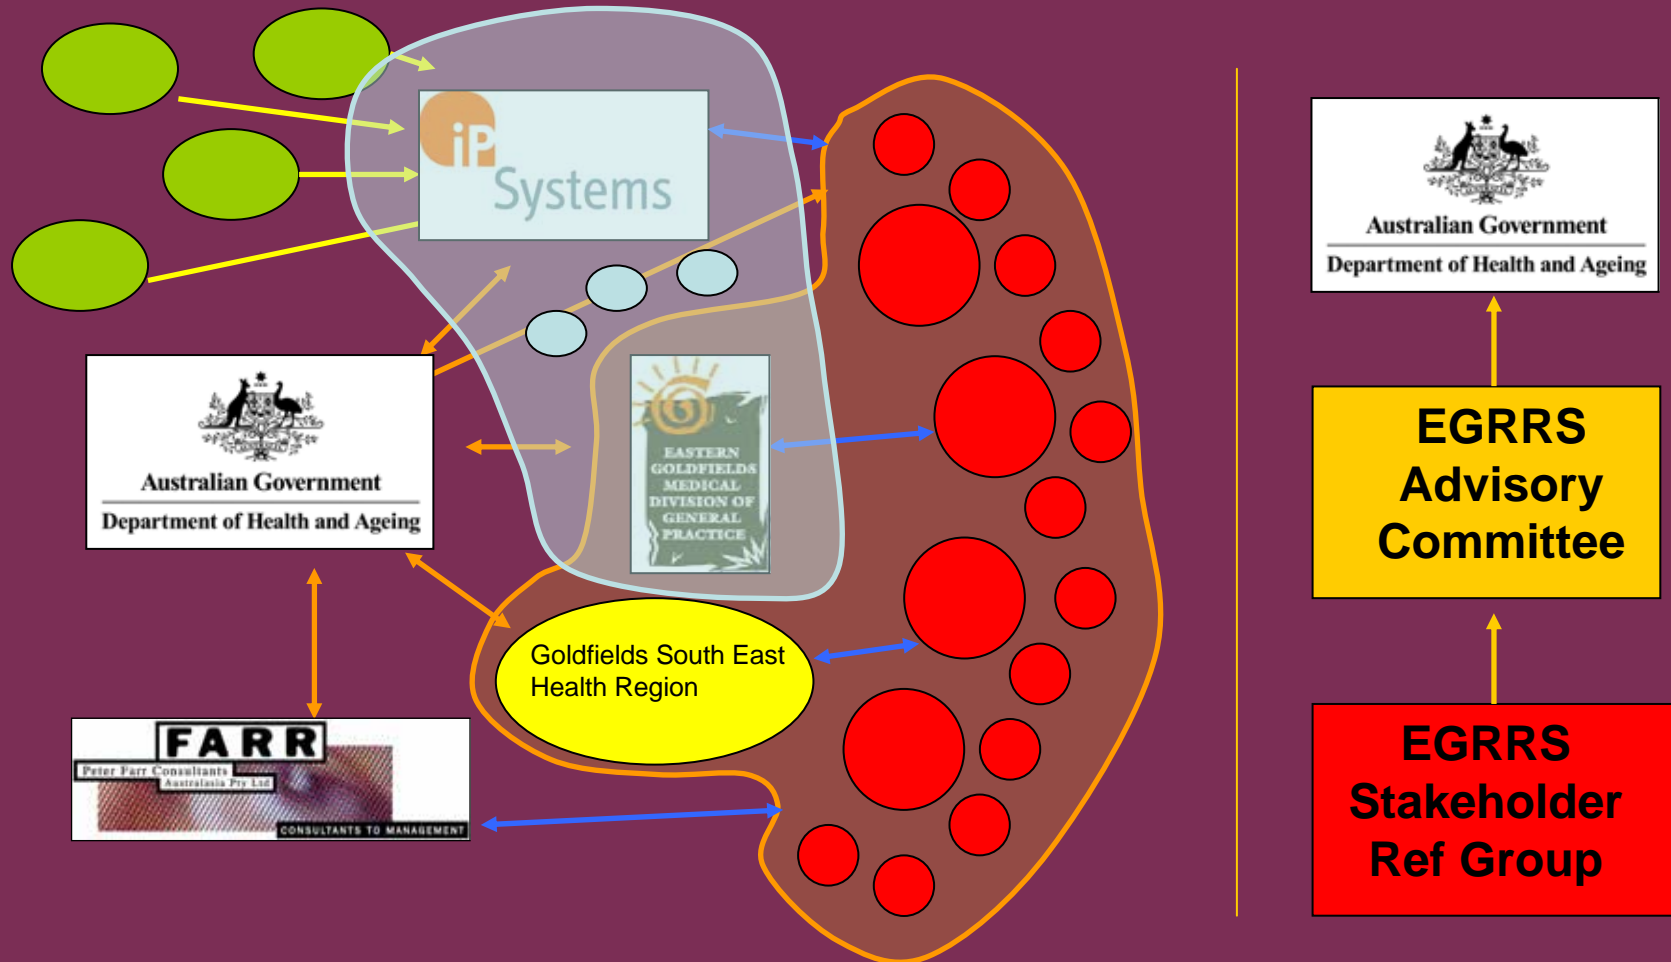 iP
Systems
Australian Government
Department of Health and Ageing
EASTERN
GOLDFIELDS
MEDICAL
DIVISION OF
GENERAL
PRACTICE
Goldfields South East
Health Region
FARR
Peter Farr Consultants
Australasia Pty Ltd
CONSULTANTS TO MANAGEMENT
Australian Government
Department of Health and Ageing
EGRRS
Advisory
Committee
EGRRS
Stakeholder
Ref Group